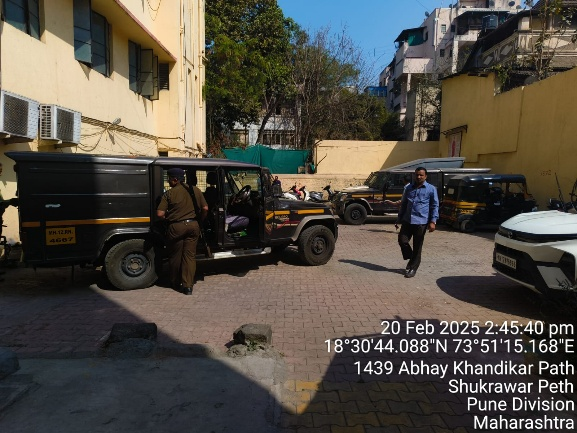 20 Feb 2025 2:45:40 pm
18°30'44.088"N 73°51'15.168"E
1439 Abhay Khandikar Path
Shukrawar Peth
Pune Division
Maharashtra